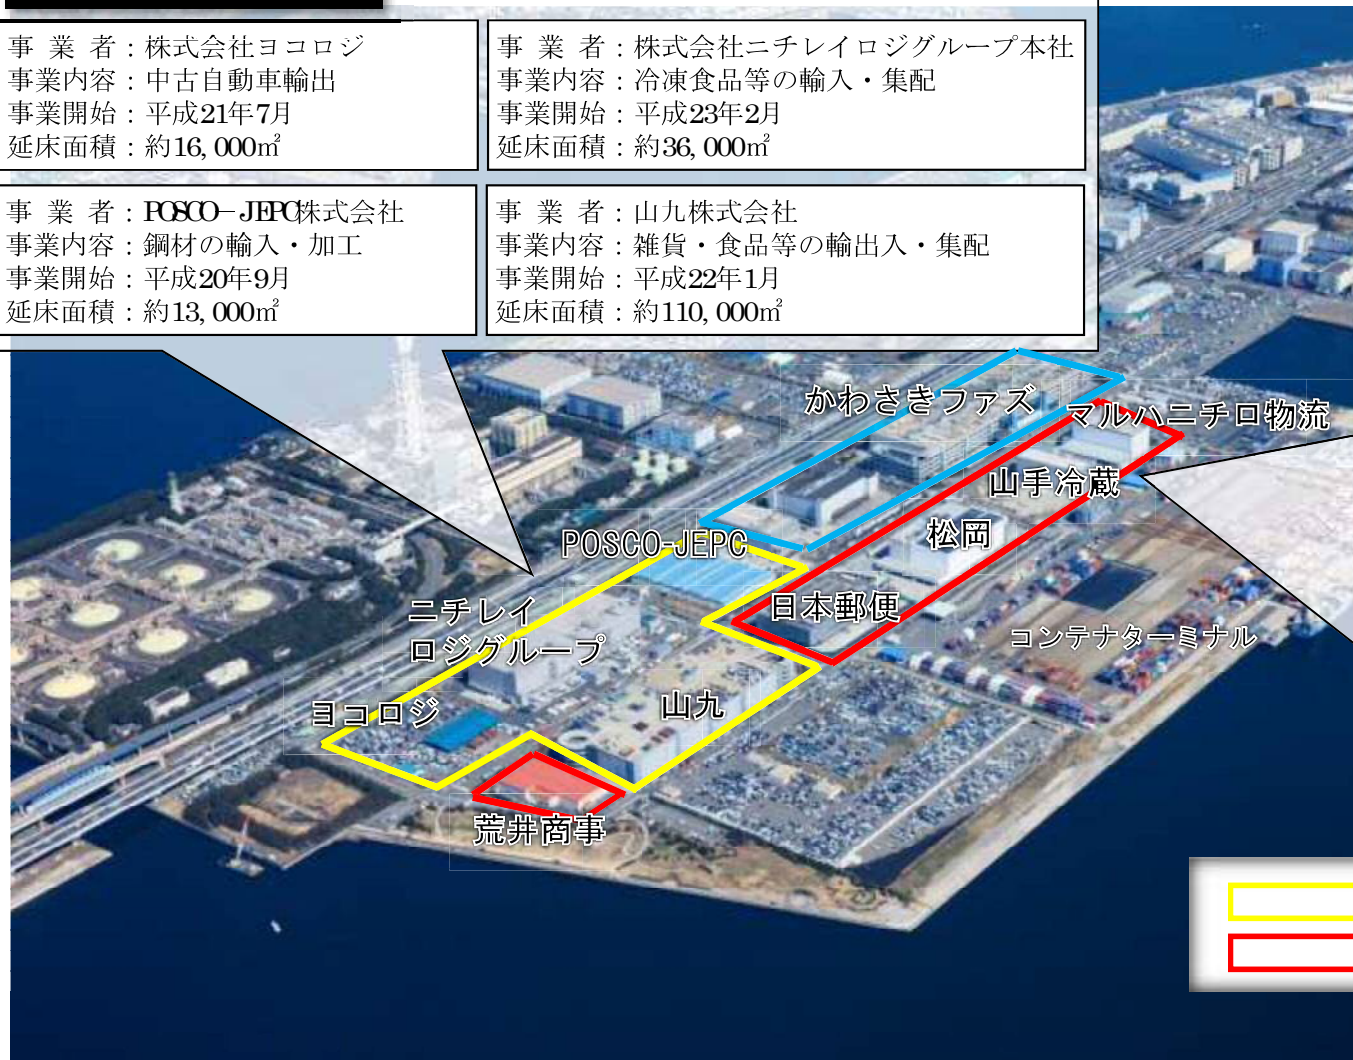 事業者：株式会社ヨコロジ
事業内容：中古自動車輸出
事業開始：平成21年7月
延床面積：約16,000㎡
事業者：株式会社ニチレイロジグループ本社
事業内容：冷凍食品等の輸入・集配
事業開始：平成23年2月
延床面積：約36,000㎡
事業者：POSCO－JEPC株式会社
事業内容：鋼材の輸入・加工
事業開始：平成20年9月
延床面積：約13,000㎡
事業者：山九株式会社
事業内容：雑貨・食品等の輸出入・集配
事業開始：平成22年1月
延床面積：約110,000㎡
かわさきファズ
マルハニチロ物流
山手冷蔵
松岡
POSCO-JEPC
日本郵便
ニチレイ
ロジグループ
コンテナターミナル
ヨコロジ
山九
荒井商事